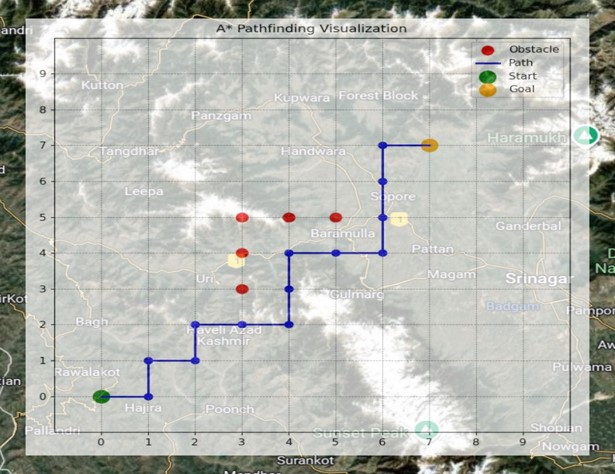 andri
A* Pathfinding Visualization
Obstacle
Path
Start
Goal
9
Kutton
Kupwara
Forest Block
8
Panzgam
7
Tangdhar
Handwara
Haramukh
6
Leepa
Sopore
5
Ganderbal
Baramulla
4
Pattan
Uri
Magam
Srinagar
3
Gulmarg
Badgam
Pampor
Bagh
2
Haveli Azad
Kashmir
1
Pulwama
Rawalakot
0
Hajira
Poonch
Pallandri
Sunset Peak
Shopian
0 1 2 3 4 5 6 7 8 9
Nowgam
Surankot